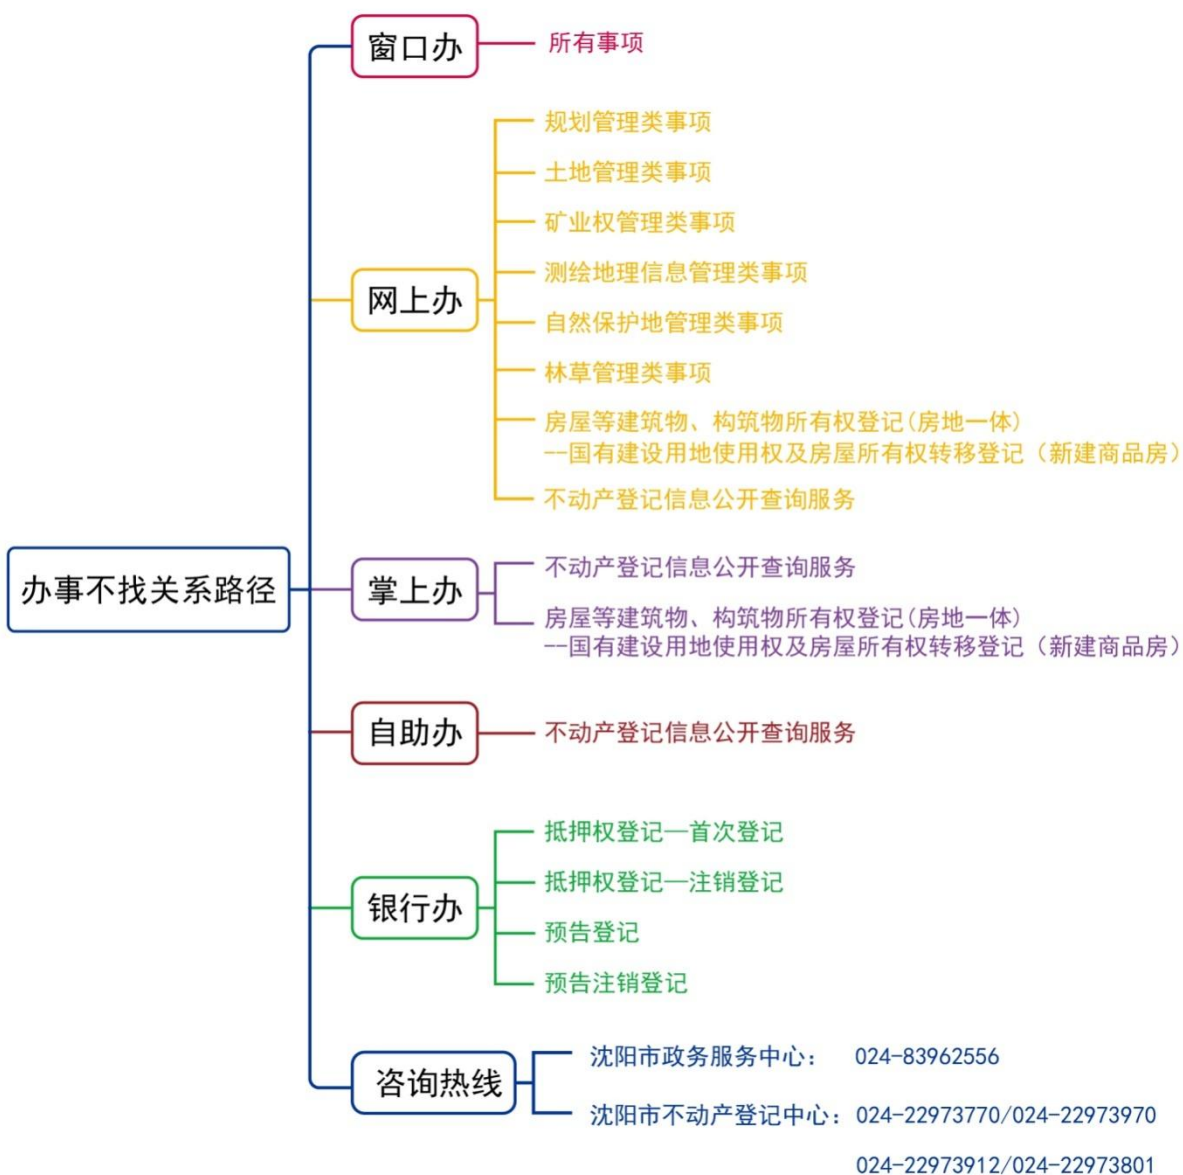 办事不找关系路径
窗口办
所有事项
网上办
规划管理类事项
土地管理类事项
矿业权管理类事项
测绘地理信息管理类事项
自然保护地管理类事项
林草管理类事项
房屋等建筑物、构筑物所有权登记(房地一体)
--国有建设用地使用权及房屋所有权转移登记（新建商品房）
不动产登记信息公开查询服务
掌上办
不动产登记信息公开查询服务
房屋等建筑物、构筑物所有权登记(房地一体)
--国有建设用地使用权及房屋所有权转移登记（新建商品房）
自助办
不动产登记信息公开查询服务
银行办
抵押权登记—首次登记
抵押权登记—注销登记
预告登记
预告注销登记
咨询热线
沈阳市政务服务中心： 024-83962556
沈阳市不动产登记中心：024-22973770/024-22973970
024-22973912/024-22973801